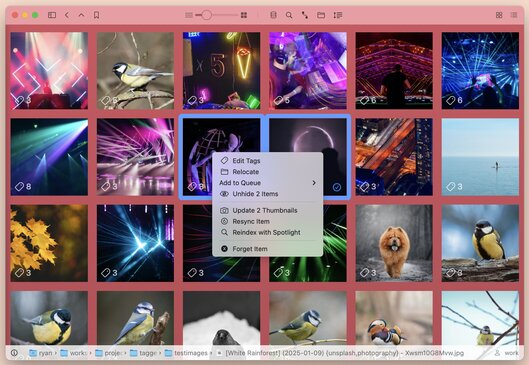 3
6
3
6
6
8
3
3
3
3
3
3
3
3
Edit Tags
Relocate
Add to Queue
Unhide 2 Items
Update 2 Thumbnails
Resync Item
Reindex with Spotlight
Forget Item
ryan
work
proje
tagge
testimages
[White Rainforest] (2025-01-09) {unsplash,photography} - Xwsm10G8Mvw.jpg
work